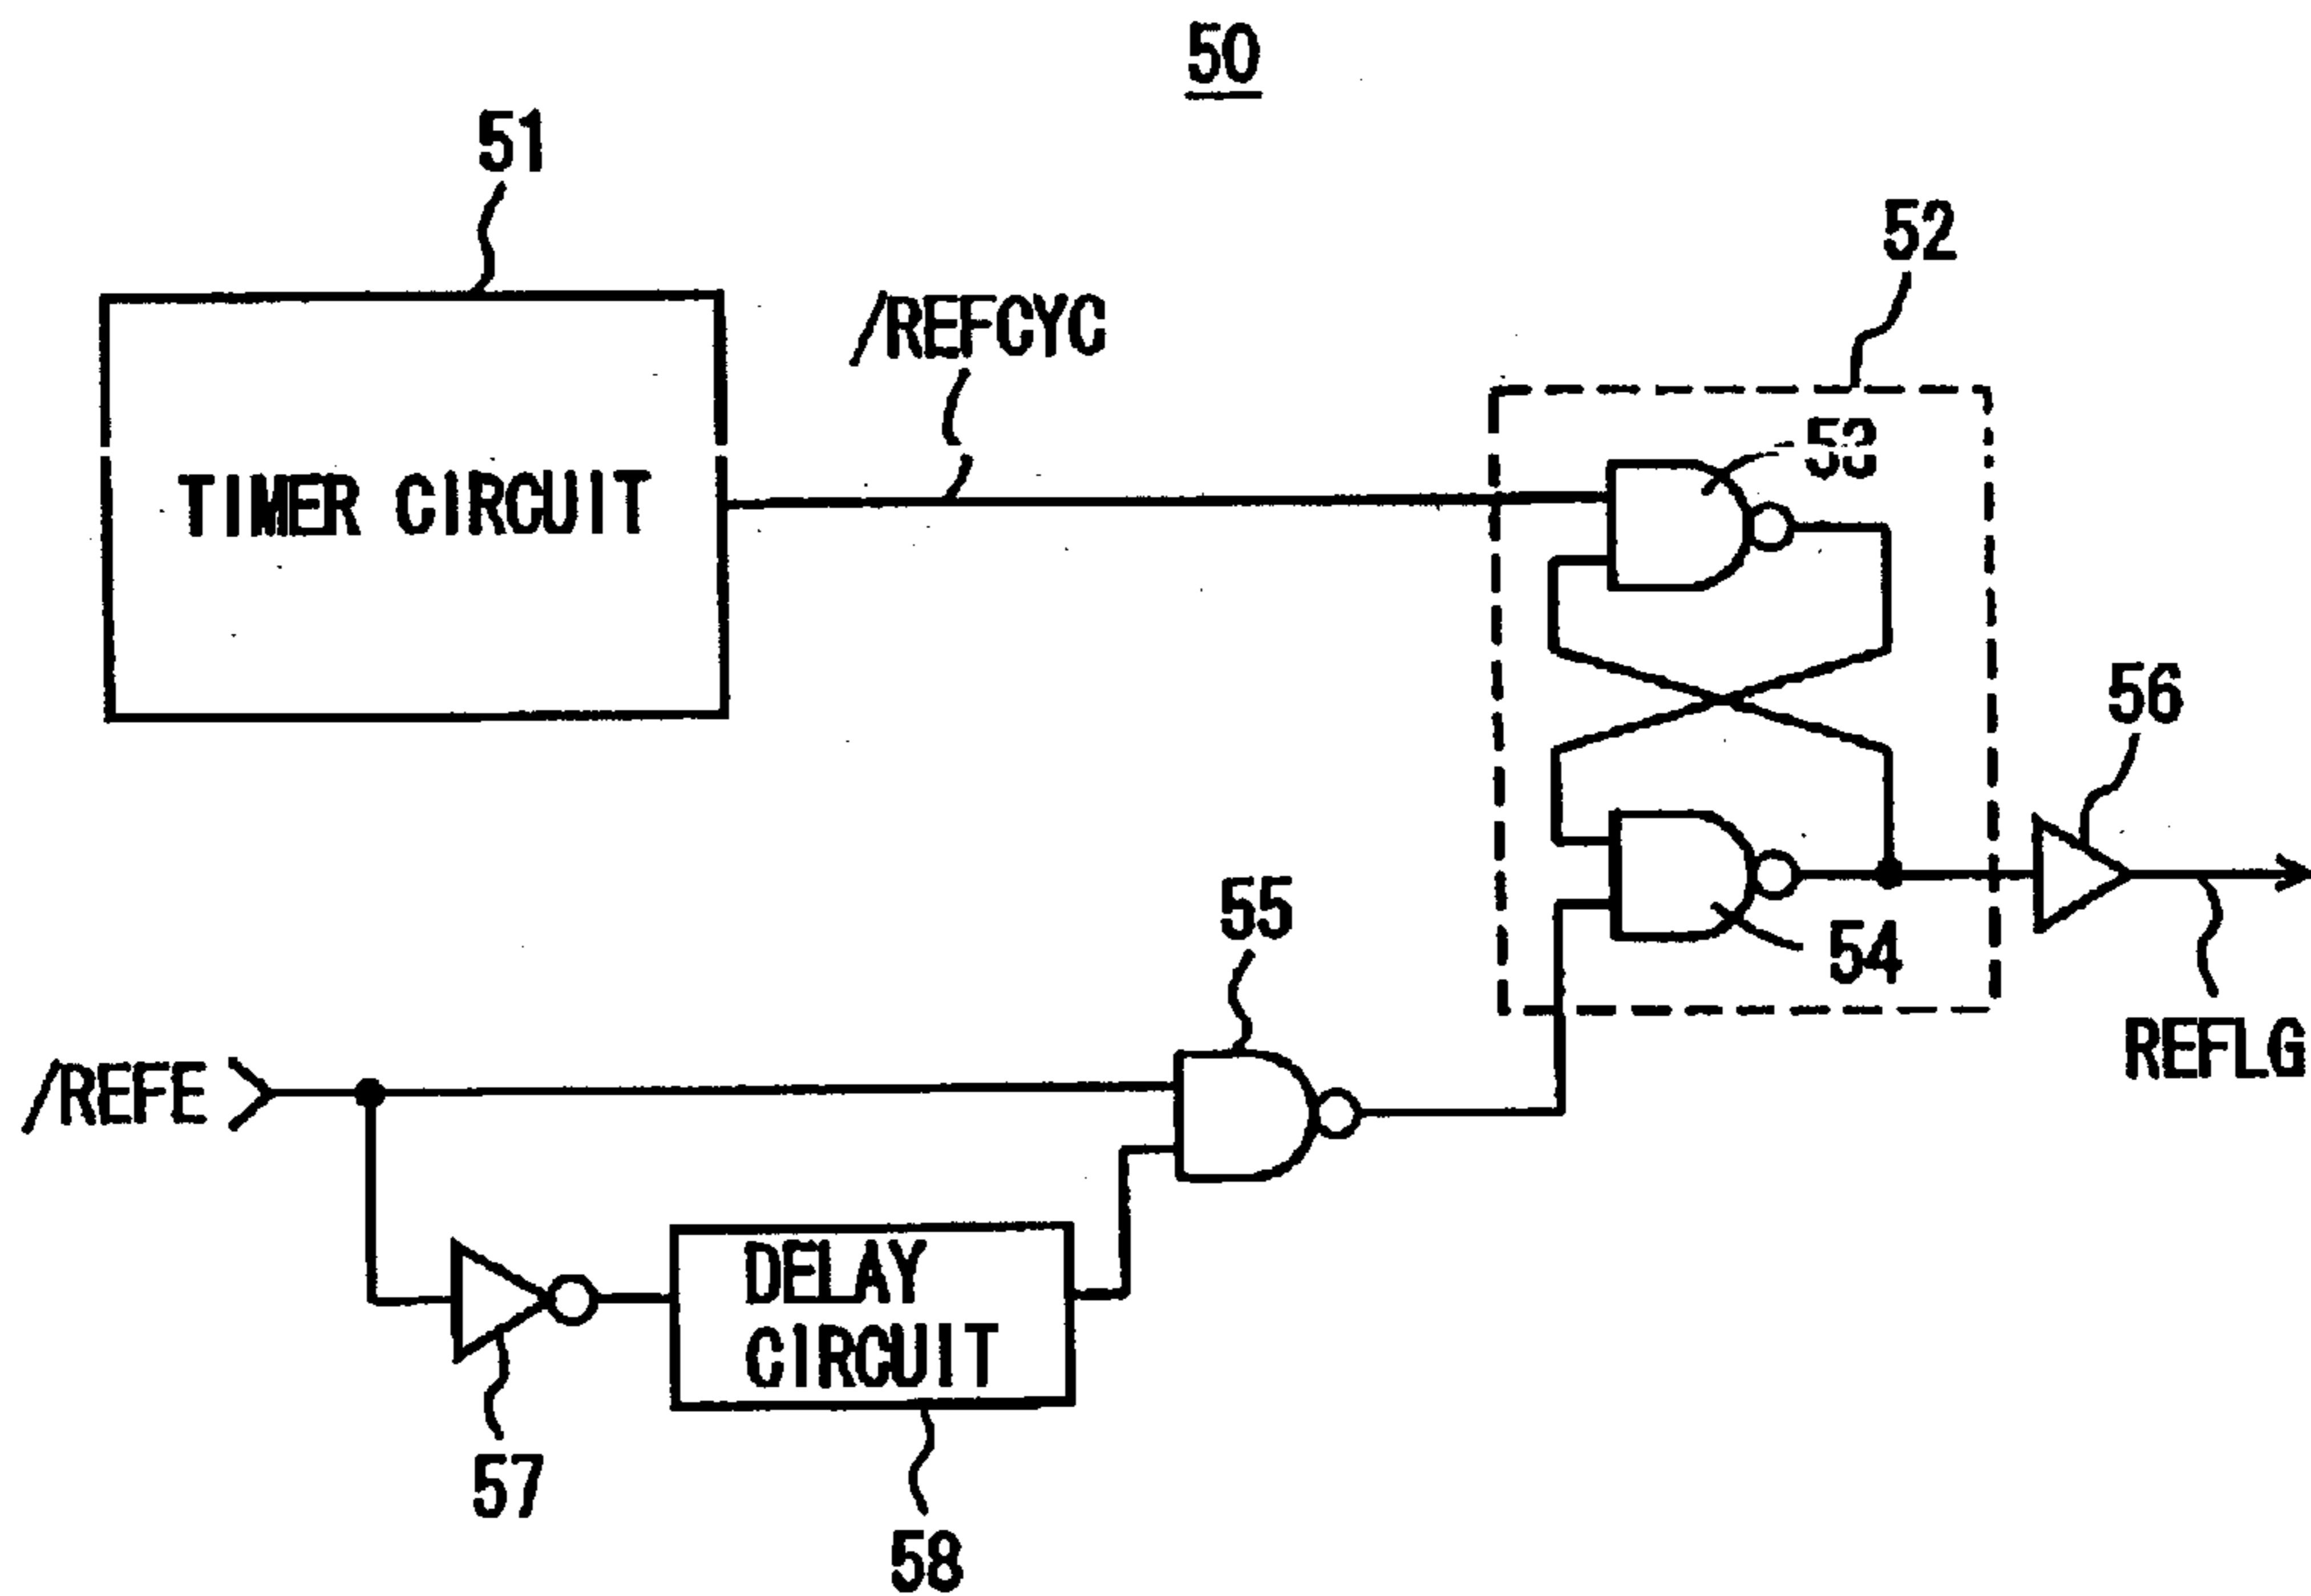 50
51
52
/REFCYC
53
TIMER CIRCUIT
56
55
54
REFLG
/REFE
DELAY
CIRCUIT
57
58